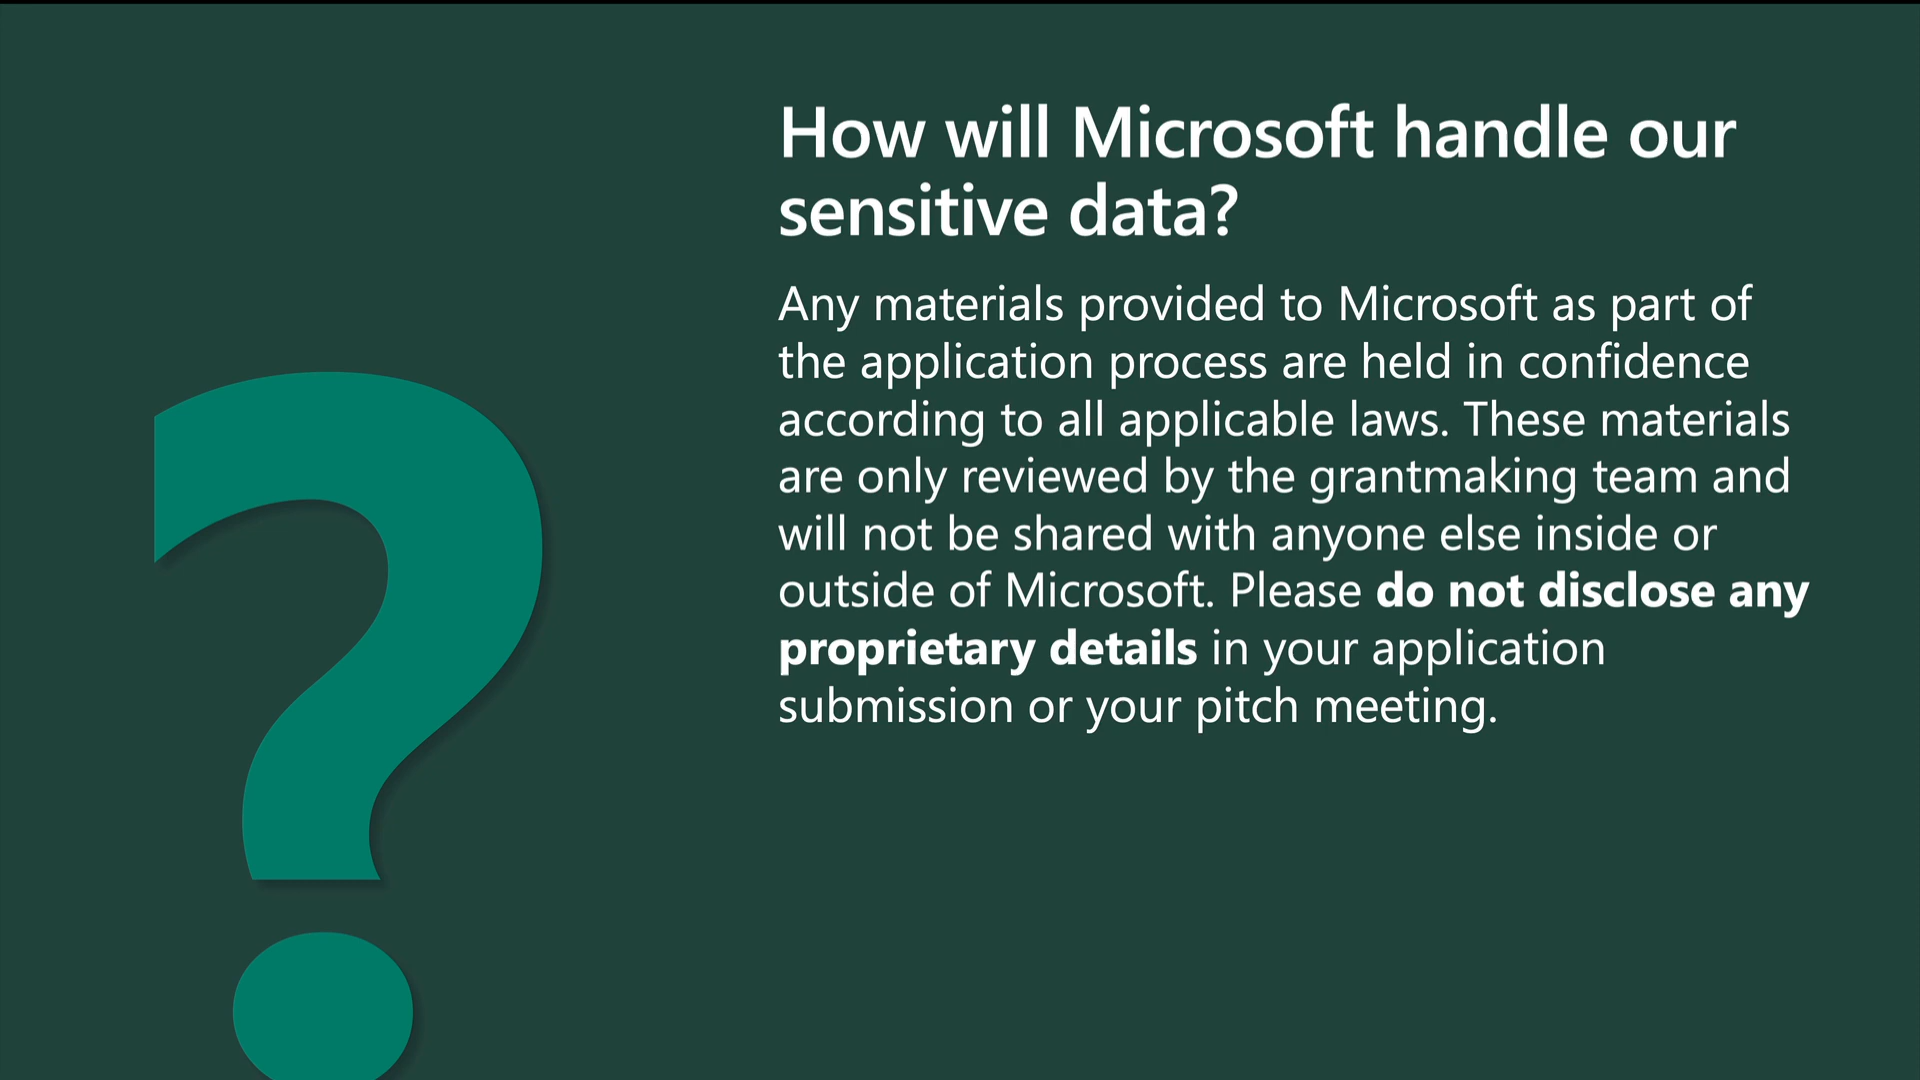 How will Microsoft handle our
sensitive data?
Any materials provided to Microsoft as part of
the application process are held in confidence
according to all applicable laws. These materials
are only reviewed by the grantmaking team and
will not be shared with anyone else inside or
outside of Microsoft. Please do not disclose any
proprietary details in your application
submission or your pitch meeting.
?